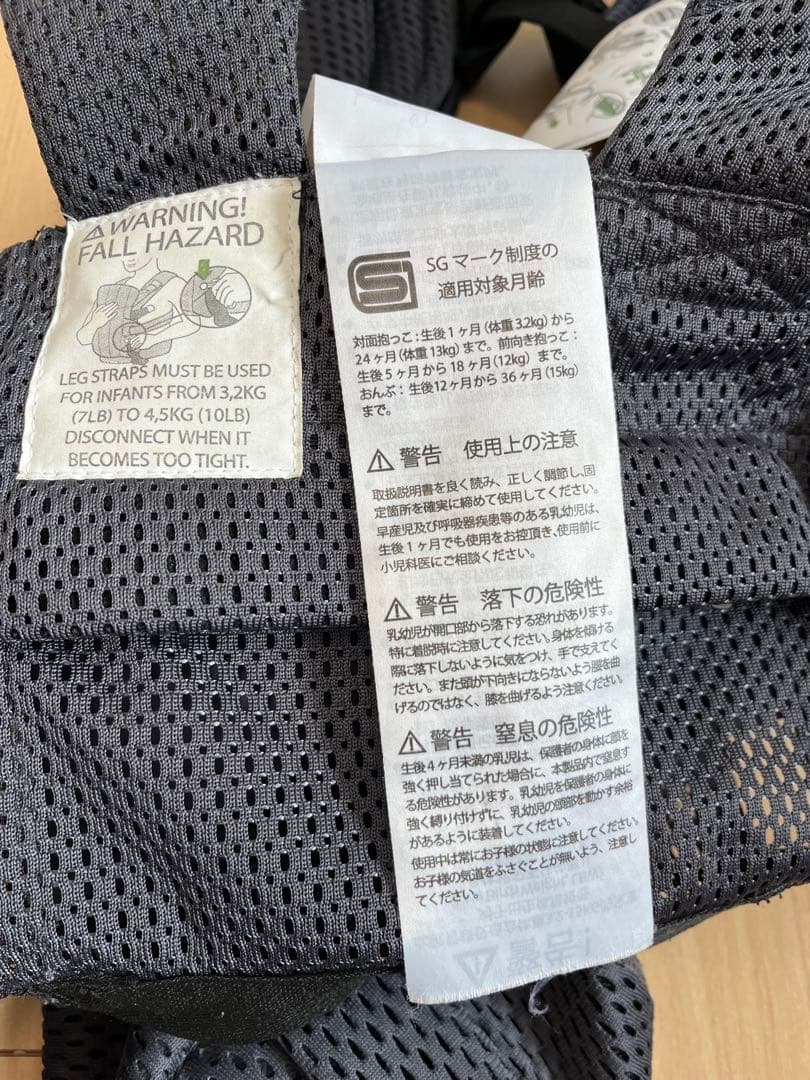 ⚠WARNING!
FALL HAZARD
LEG STRAPS MUST BE USED
FOR INFANTS FROM 3,2KG
(7LB) TO 4,5KG (10LB)
DISCONNECT WHEN IT
BECOMES TOO TIGHT.
SG マーク制度の
適用対象月齢
対面抱っこ:生後1ヶ月(体重3.2kg)から
24ヶ月(体重13kg)まで。前向き抱っこ:
生後5ヶ月から18ヶ月(12kg)まで。
おんぶ:生後12ヶ月から36ヶ月(15kg)
まで。
⚠警告 使用上の注意
取扱説明書を良く読み、正しく調節し、固
定箇所を確実に締めて使用してください。
早産児及び呼吸器疾患等のある乳幼児は、
生後1ヶ月でも使用をお控頂き、使用前に
小児科医にご相談ください。
⚠警告 落下の危険性
乳幼児が開口部から落下する恐れがあります。
特に着脱時に注意してください。身体を傾ける
際に落下しないように気をつけ、手で支えてく
ださい。また頭が下向きにならないよう腰を曲
げるのではなく、膝を曲げるよう注意ください。
⚠警告 窒息の危険性
生後4ヶ月未満の乳児は、保護者の身体に顔を
強く押し当てられた場合に、本製品内で窒息す
る危険性があります。乳幼児を保護者の身体に
強く縛り付けずに、乳幼児の頭部を動かす余裕
があるように装着してください。
使用中は常にお子様の状態に注意してください。
お子様の気道をふさぐことが無いよう、注意し
てください。